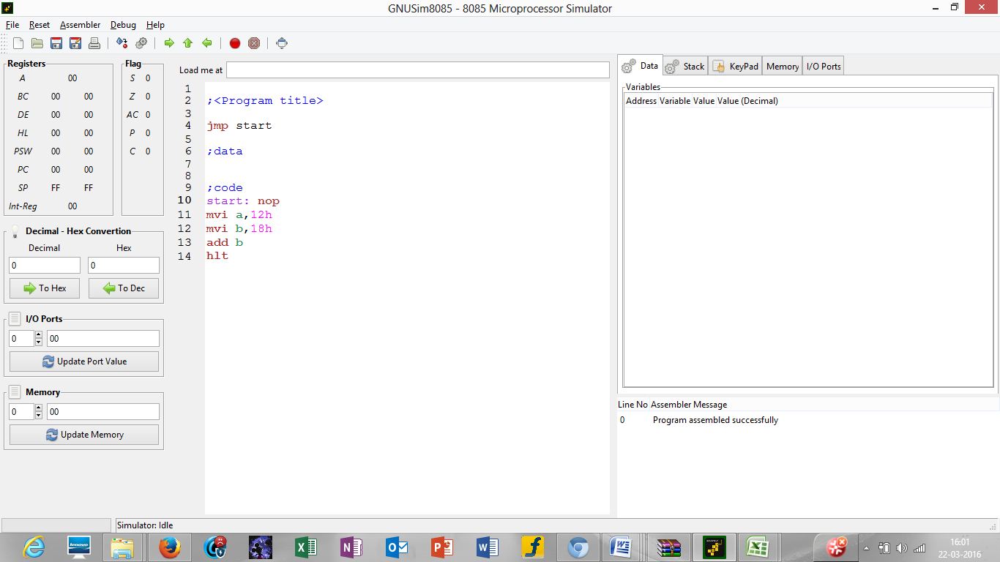 GNUSim8085 - 8085 Microprocessor Simulator
File Reset Assembler Debug Help
Registers
A 00
BC 00 00
DE 00 00
HL 00 00
PSW 00 00
PC 00 00
SP FF FF
Int-Reg 00
Flag
S 0
Z 0
AC 0
P 0
C 0
Decimal - Hex Convertion
Decimal Hex
0 0
To Hex To Dec
I/O Ports
0 00
Update Port Value
Memory
0 00
Update Memory
Load me at
1
2 ;<Program title>
3
4 jmp start
5
6 ;data
7
8
9 ;code
10 start: nop
11 mvi a,12h
12 mvi b,18h
13 add b
14 hlt
Data Stack KeyPad Memory I/O Ports
Variables
Address Variable Value Value (Decimal)
Line No Assembler Message
0 Program assembled successfully
Simulator: Idle
lenovo
16:01
22-03-2016